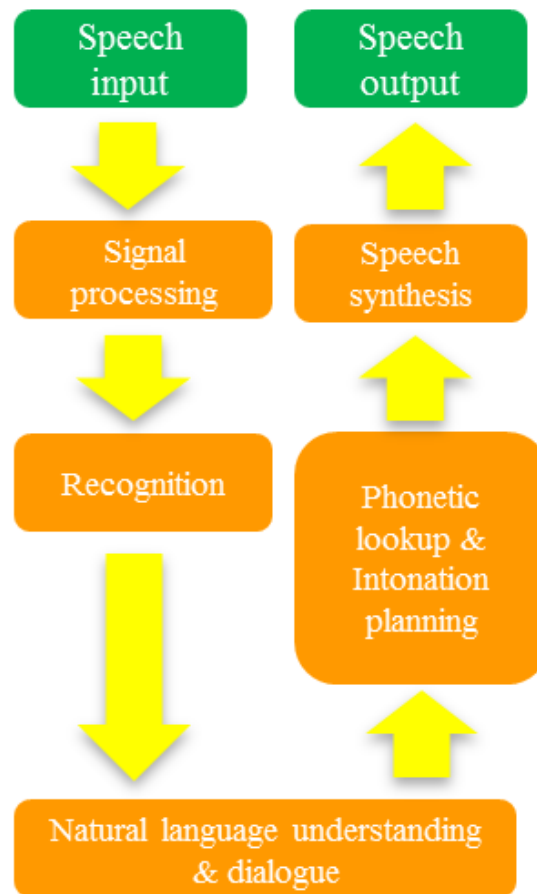 Speech
input
Speech
output
Signal
processing
Speech
synthesis
Recognition
Phonetic
lookup &
Intonation
planning
Natural language understanding
& dialogue